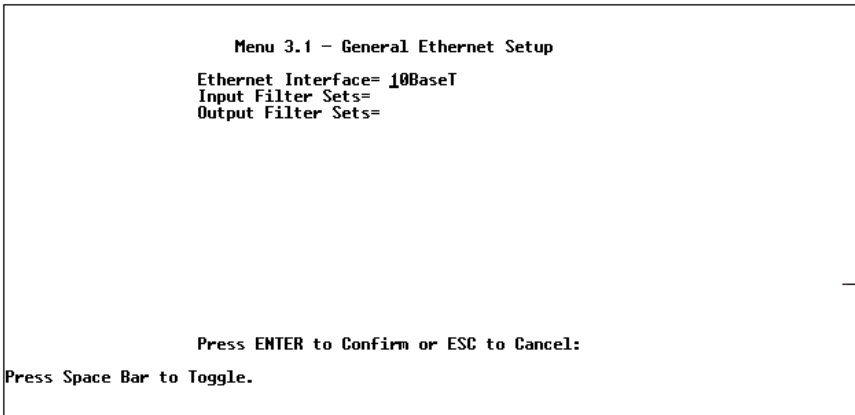 Menu 3.1 - General Ethernet Setup
Ethernet Interface= 10BaseT
Input Filter Sets=
Output Filter Sets=
Press ENTER to Confirm or ESC to Cancel:
Press Space Bar to Toggle.